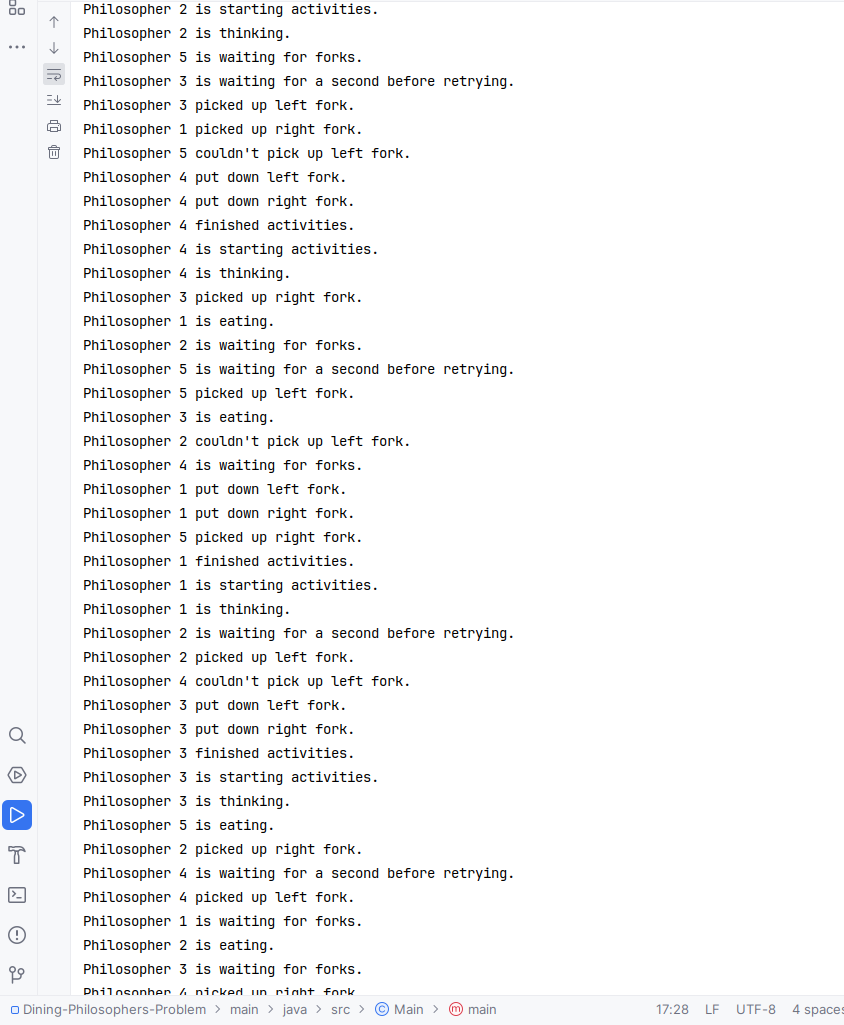 Philosopher 2 is starting activities.
Philosopher 2 is thinking.
Philosopher 5 is waiting for forks.
Philosopher 3 is waiting for a second before retrying.
Philosopher 3 picked up left fork.
Philosopher 1 picked up right fork.
Philosopher 5 couldn't pick up left fork.
Philosopher 4 put down left fork.
Philosopher 4 put down right fork.
Philosopher 4 finished activities.
Philosopher 4 is starting activities.
Philosopher 4 is thinking.
Philosopher 3 picked up right fork.
Philosopher 1 is eating.
Philosopher 2 is waiting for forks.
Philosopher 5 is waiting for a second before retrying.
Philosopher 5 picked up left fork.
Philosopher 3 is eating.
Philosopher 2 couldn't pick up left fork.
Philosopher 4 is waiting for forks.
Philosopher 1 put down left fork.
Philosopher 1 put down right fork.
Philosopher 5 picked up right fork.
Philosopher 1 finished activities.
Philosopher 1 is starting activities.
Philosopher 1 is thinking.
Philosopher 2 is waiting for a second before retrying.
Philosopher 2 picked up left fork.
Philosopher 4 couldn't pick up left fork.
Philosopher 3 put down left fork.
Philosopher 3 put down right fork.
Philosopher 3 finished activities.
Philosopher 3 is starting activities.
Philosopher 3 is thinking.
Philosopher 5 is eating.
Philosopher 2 picked up right fork.
Philosopher 4 is waiting for a second before retrying.
Philosopher 4 picked up left fork.
Philosopher 1 is waiting for forks.
Philosopher 2 is eating.
Philosopher 3 is waiting for forks.
Philosopher 4 picked up right fork
Dining-Philosophers-Problem > main > java > src > Main > main 17:28 LF UTF-8 4 spaces